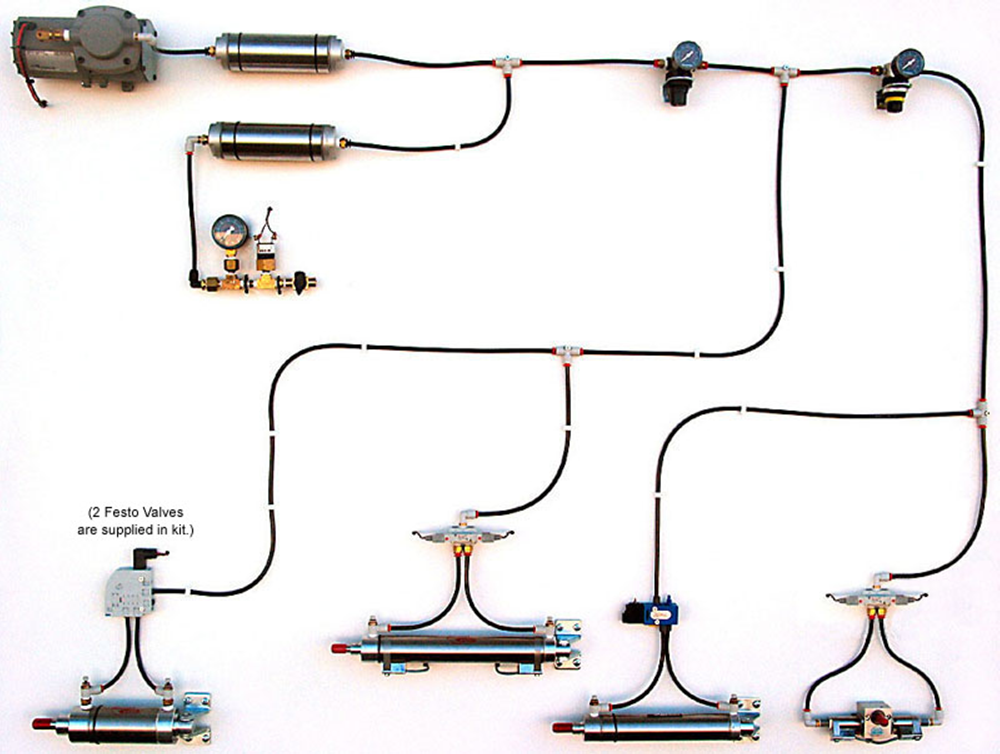 (2 Festo Valves
are supplied in kit.)